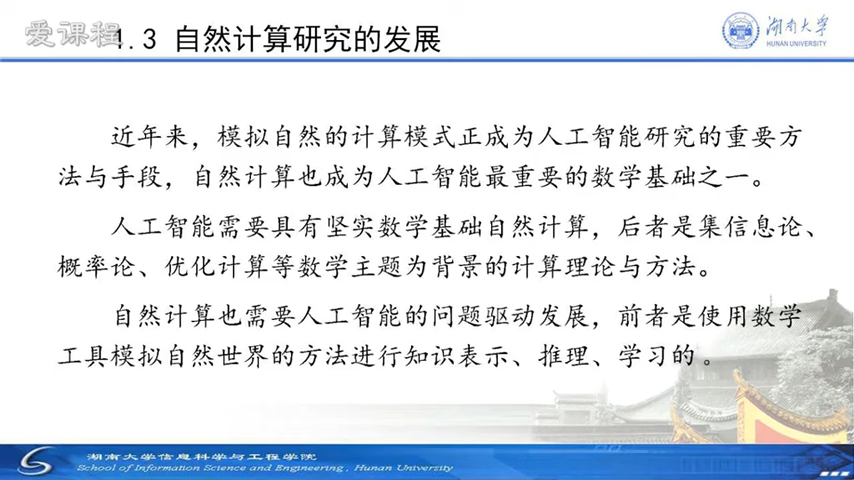 爱课程
1.3 自然计算研究的发展
湖南大学
HUNAN UNIVERSITY
近年来，模拟自然的计算模式正成为人工智能研究的重要方
法与手段，自然计算也成为人工智能最重要的数学基础之一。
人工智能需要具有坚实数学基础自然计算，后者是集信息论、
概率论、优化计算等数学主题为背景的计算理论与方法。
自然计算也需要人工智能的问题驱动发展，前者是使用数学
工具模拟自然世界的方法进行知识表示、推理、学习的。
湖南大学信息科学与工程学院
School of Information Science and Engineering, Hunan University